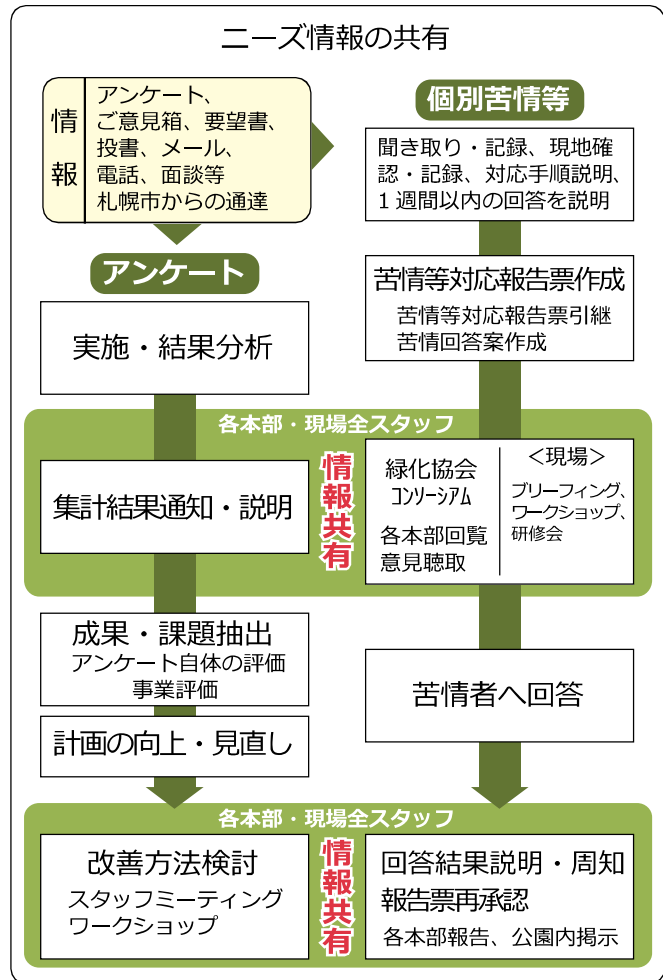 ニーズ情報の共有
情報
アンケート、
ご意見箱、要望書、
投書、メール、
電話、面談等
札幌市からの通達
個別苦情等
聞き取り・記録、現地確
認・記録、対応手順説明、
1週間以内の回答を説明
アンケート
実施・結果分析
苦情等対応報告票作成
苦情等対応報告票引継
苦情回答案作成
各本部・現場全スタッフ
集計結果通知・説明
情報共有
緑化協会
コンソーシアム
各本部回覧
意見聴取
<現場>
ブリーフィング、
ワークショップ、
研修会
成果・課題抽出
アンケート自体の評価
事業評価
計画の向上・見直し
苦情者へ回答
各本部・現場全スタッフ
改善方法検討
スタッフミーティング
ワークショップ
情報共有
回答結果説明・周知
報告票再承認
各本部報告、公園内掲示